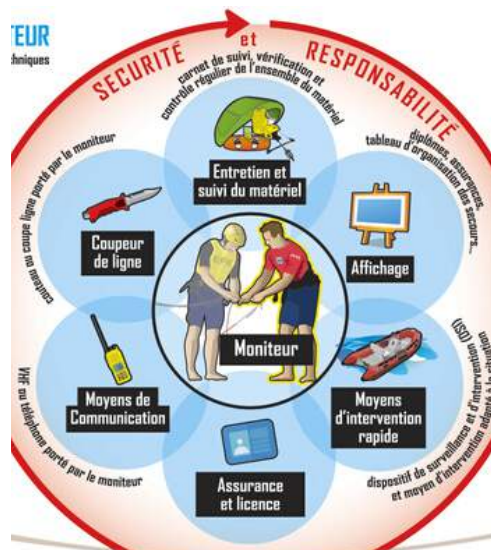 TEUR
chniques
SECURITÉ et RESPONSABILITÉ
carnet de suivi, vérification et
contrôle régulier de l'ensemble du matériel
Entretien et
suivi du matériel
diplômes, assurances,
tableau d'organisation des secours...
Affichage
couteau ou coupe ligne porté par le moniteur
Coupeur
de ligne
Moniteur
VHF ou téléphone porté par le moniteur
Moyens de
Communication
Moyens
d'intervention
rapide
dispositif de surveillance et d'intervention (DSI)
et moyen d'intervention adapté à la situation
Assurance
et licence